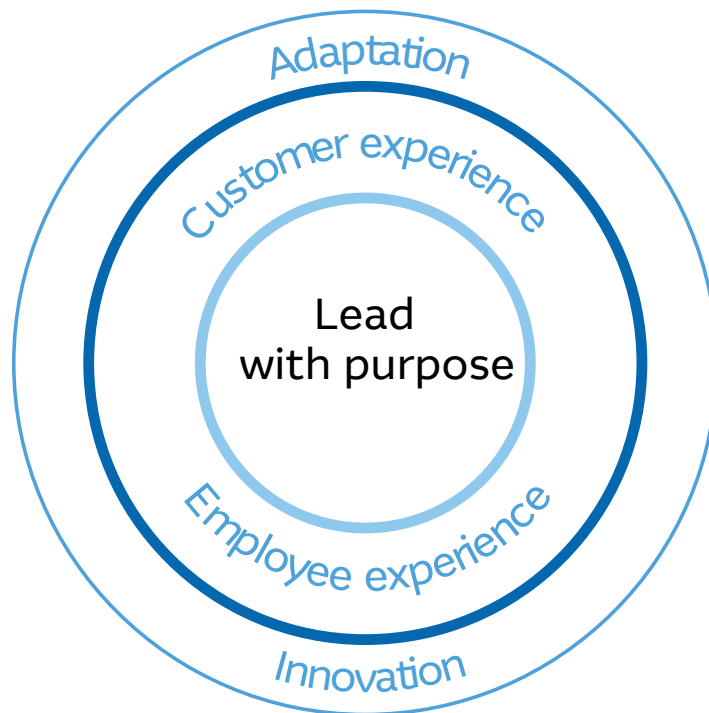 Adaptation
Customer experience
Lead
with purpose
Employee experience
Innovation